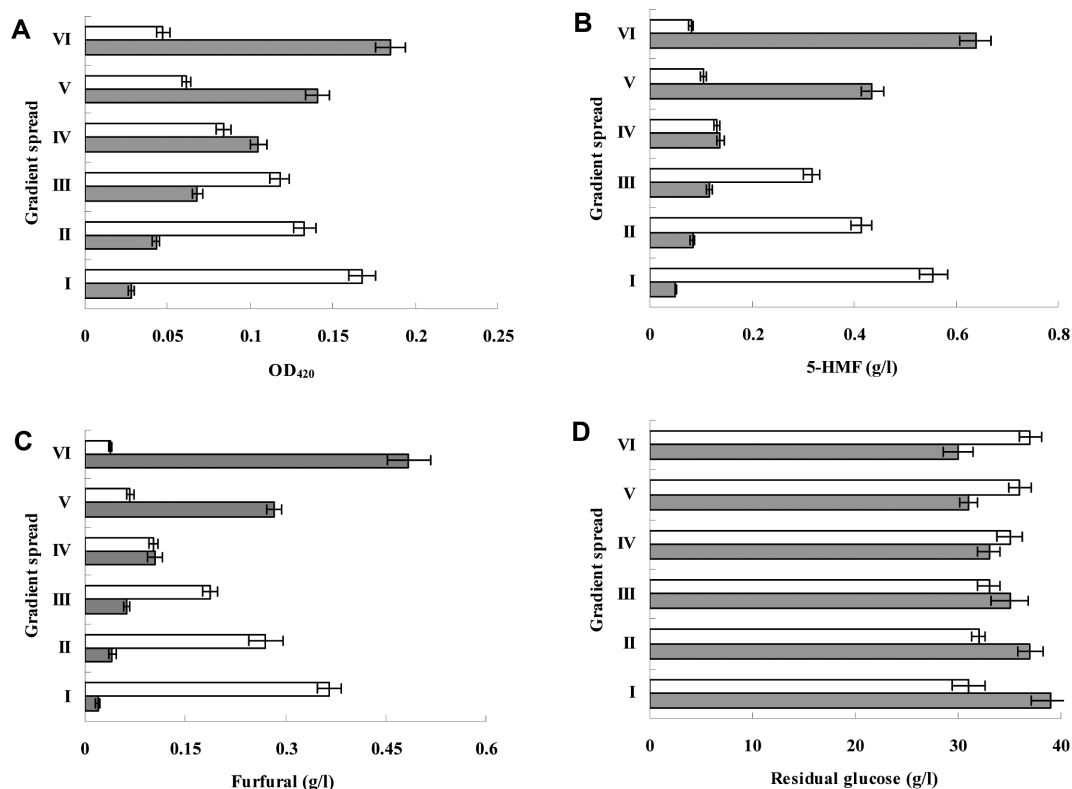 A
Gradient spread
VI
V
IV
III
II
I
0 0.05 0.1 0.15 0.2 0.25
OD420
B
Gradient spread
VI
V
IV
III
II
I
0 0.2 0.4 0.6 0.8
5-HMF (g/l)
C
Gradient spread
VI
V
IV
III
II
I
0 0.15 0.3 0.45 0.6
Furfural (g/l)
D
Gradient spread
VI
V
IV
III
II
I
0 10 20 30 40
Residual glucose (g/l)